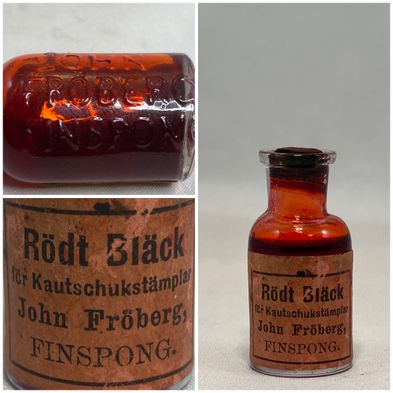 JOHN
FRÖBERG
FINSPONG
Rödt Bläck
för Kautschukstämplar
John Fröberg,
FINSPONG.
Rödt Bläck
för Kautschukstämplar
John Fröberg,
FINSPONG.